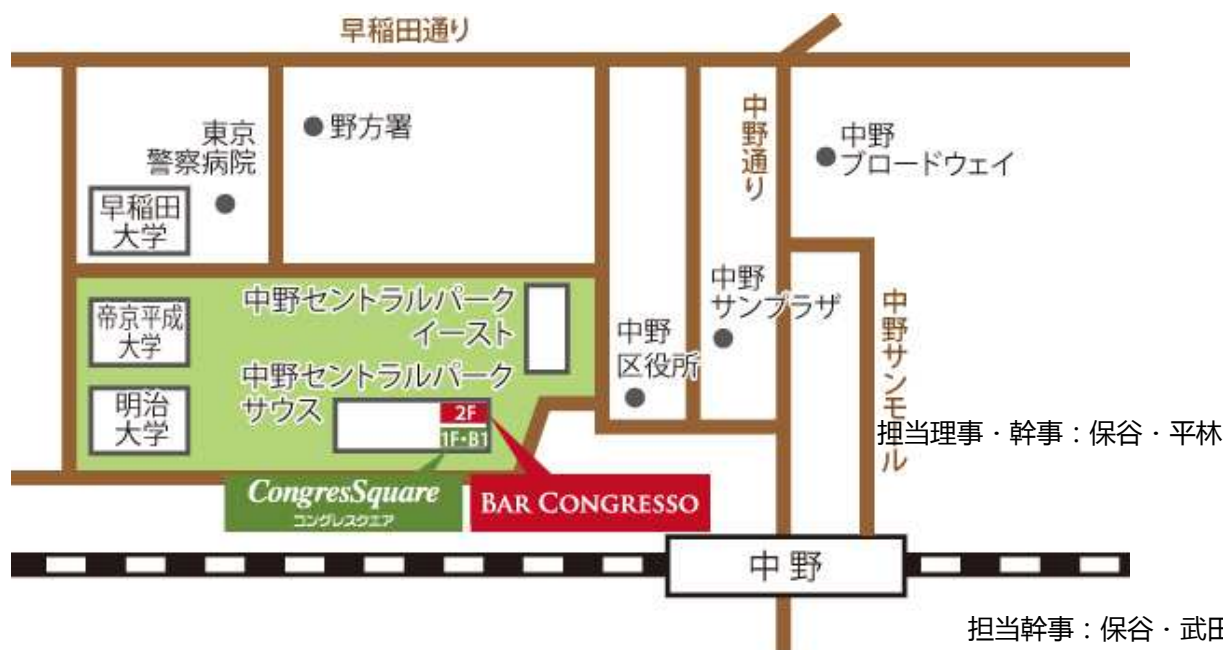 早稲田通り
東京
警察病院
野方署
中野通り
中野
ブロードウェイ
早稲田
大学
帝京平成
大学
中野セントラルパーク
イースト
中野
サンプラザ
中野サンモール
中野
区役所
明治
大学
中野セントラルパーク
サウス
2F
1F・B1
担当理事・幹事：保谷・平林
CongresSquare
コングレスクエア
BAR CONGRESSO
中野
担当幹事：保谷・武田